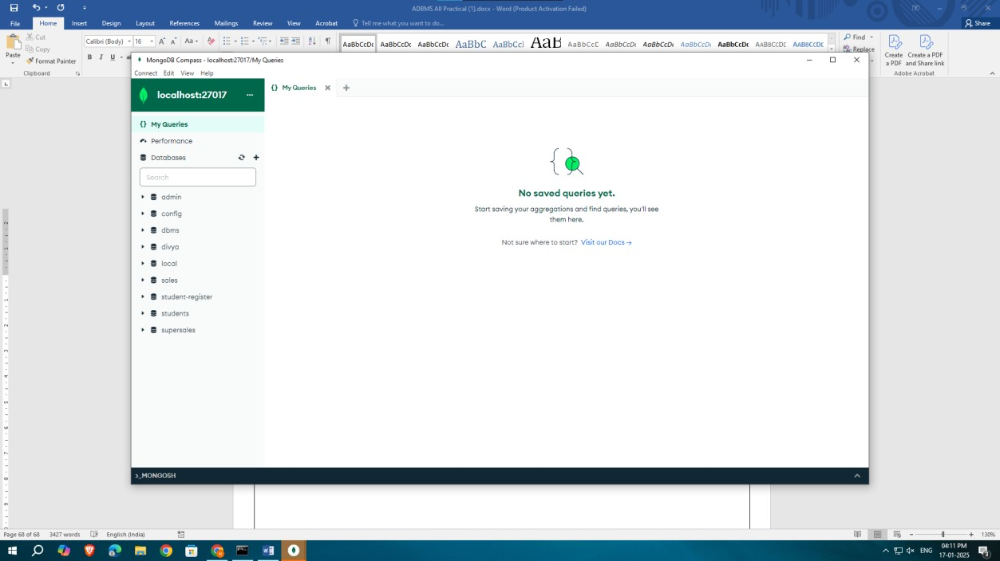 ADBMS All Practical (1).docx - Word (Product Activation Failed)
File Home Insert Design Layout References Mailings Review View Acrobat Tell me what you want to do... Share
Paste
Cut
Copy
Format Painter
Clipboard
Calibri (Body) 16 A A Aa
B I U
AaBbCcDc AaBbCcDc AaBbCcDc AaBbC AaBbCcl AaB AaBbCcC AaBbCcDc AaBbCcDc AaBbCcDc AaBbCcDc AABBCCDC AABBCCDC
Find
Replace
Create a PDF
Create a PDF and Share link
Adobe Acrobat
MongoDB Compass - localhost:27017/My Queries
Connect Edit View Help
localhost:27017 ...
{} My Queries
{} My Queries
Performance
Databases
Search
admin
config
dbms
divya
local
sales
student-register
students
supersales
No saved queries yet.
Start saving your aggregations and find queries, you'll see
them here.
Not sure where to start? Visit our Docs →
>_MONGOSH
Page 68 of 68 3427 words English (India) 130%
ENG 04:11 PM
17-01-2025
3